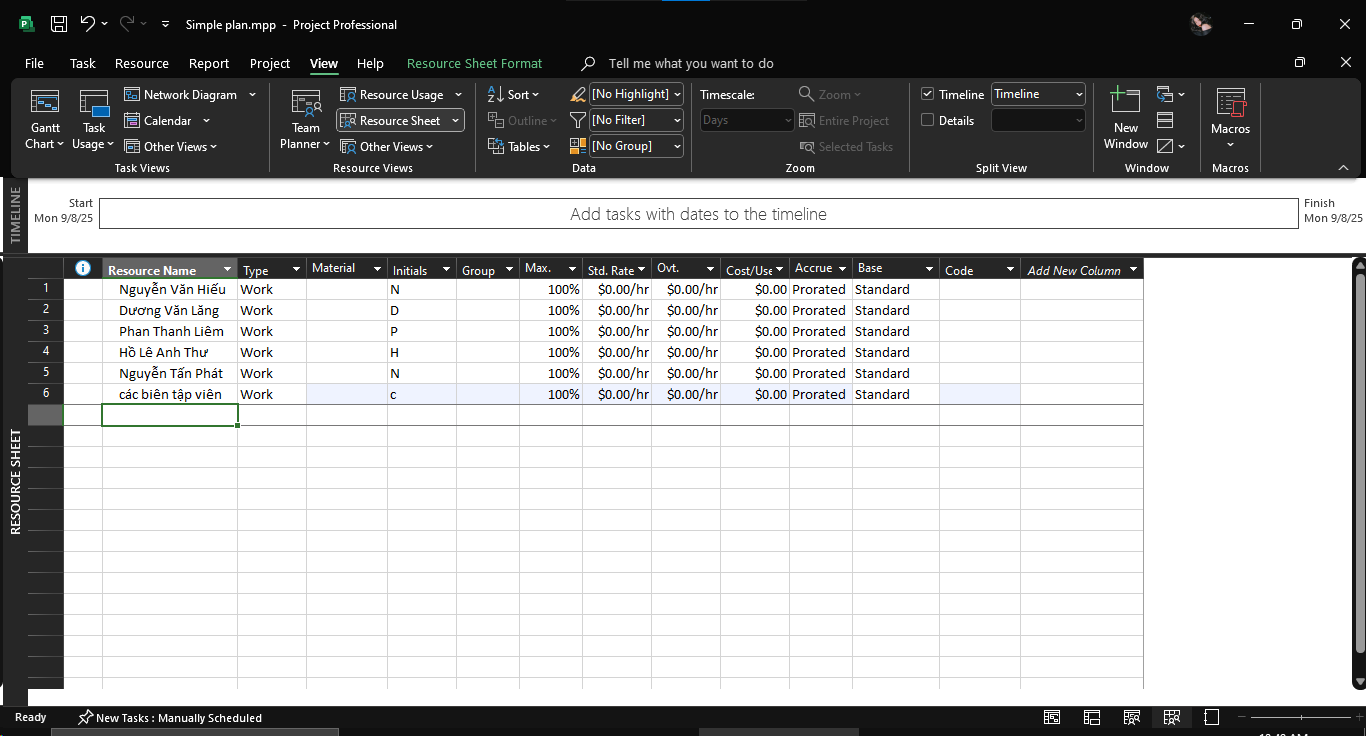 Simple plan.mpp - Project Professional
File Task Resource Report Project View Help Resource Sheet Format Tell me what you want to do
Gantt Chart
Task Usage
Network Diagram
Calendar
Other Views
Task Views
Team Planner
Resource Usage
Resource Sheet
Other Views
Resource Views
Sort
Outline
Tables
[No Highlight]
[No Filter]
[No Group]
Data
Timescale:
Days
Zoom
Entire Project
Selected Tasks
Zoom
Timeline Timeline
Details
Split View
New Window
Window
Macros
Macros
TIMELINE
Start
Mon 9/8/25
Add tasks with dates to the timeline
Finish
Mon 9/8/25
RESOURCE SHEET
Resource Name Type Material Initials Group Max. Std. Rate Ovt. Cost/Use Accrue Base Code Add New Column
1 Nguyễn Văn Hiếu Work N 100% $0.00/hr $0.00/hr $0.00 Prorated Standard
2 Dương Văn Lăng Work D 100% $0.00/hr $0.00/hr $0.00 Prorated Standard
3 Phan Thanh Liêm Work P 100% $0.00/hr $0.00/hr $0.00 Prorated Standard
4 Hồ Lê Anh Thư Work H 100% $0.00/hr $0.00/hr $0.00 Prorated Standard
5 Nguyễn Tấn Phát Work N 100% $0.00/hr $0.00/hr $0.00 Prorated Standard
6 các biên tập viên Work c 100% $0.00/hr $0.00/hr $0.00 Prorated Standard
Ready New Tasks : Manually Scheduled